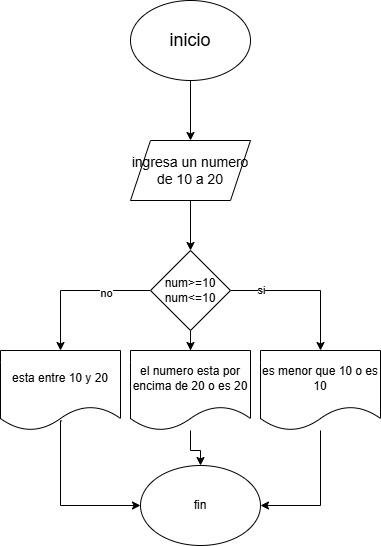 inicio
ingresa un numero
de 10 a 20
num>=10
num<=10
no
si
esta entre 10 y 20
el numero esta por
encima de 20 o es 20
es menor que 10 o es
10
fin